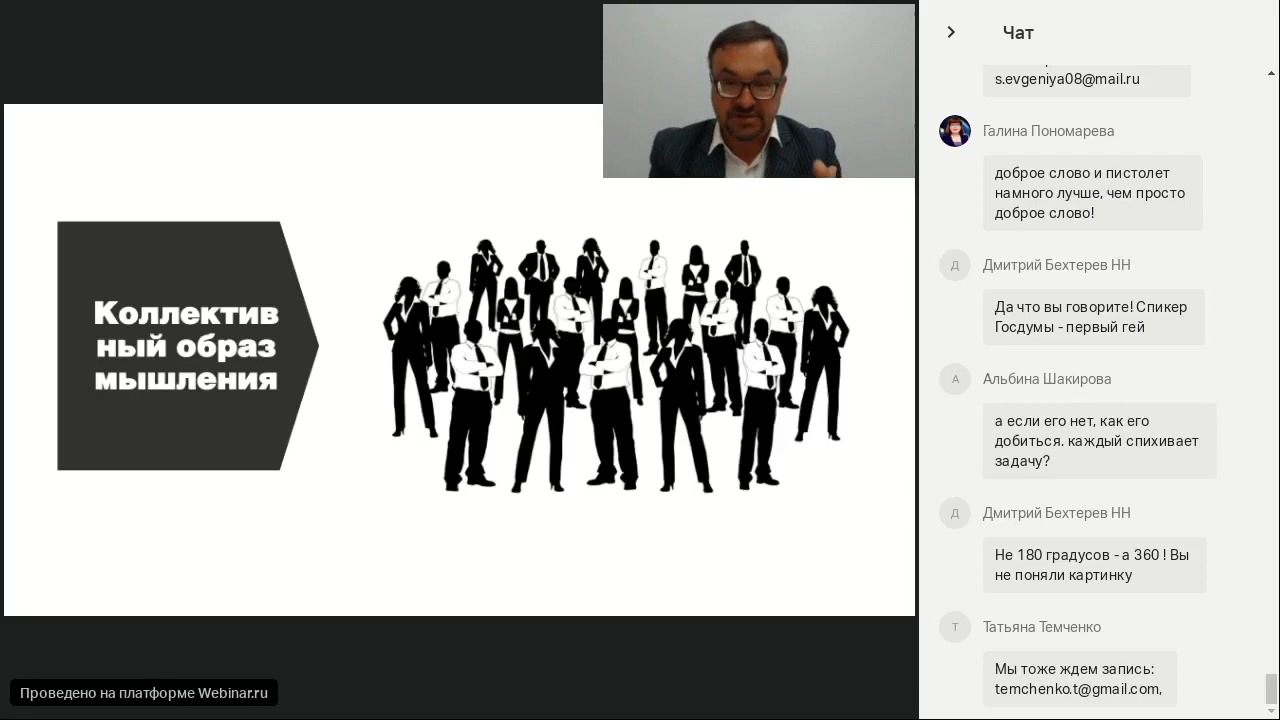 Коллектив
ный образ
мышления
Проведено на платформе Webinar.ru
Чат
s.evgeniya08@mail.ru
Галина Пономарева
доброе слово и пистолет
намного лучше, чем просто
доброе слово!
Д
Дмитрий Бехтерев НН
Да что вы говорите! Спикер
Госдумы - первый гей
А
Альбина Шакирова
а если его нет, как его
добиться. каждый спихивает
задачу?
Д
Дмитрий Бехтерев НН
Не 180 градусов - а 360 ! Вы
не поняли картинку
Т
Татьяна Темченко
Мы тоже ждем запись:
temchenko.t@gmail.com,